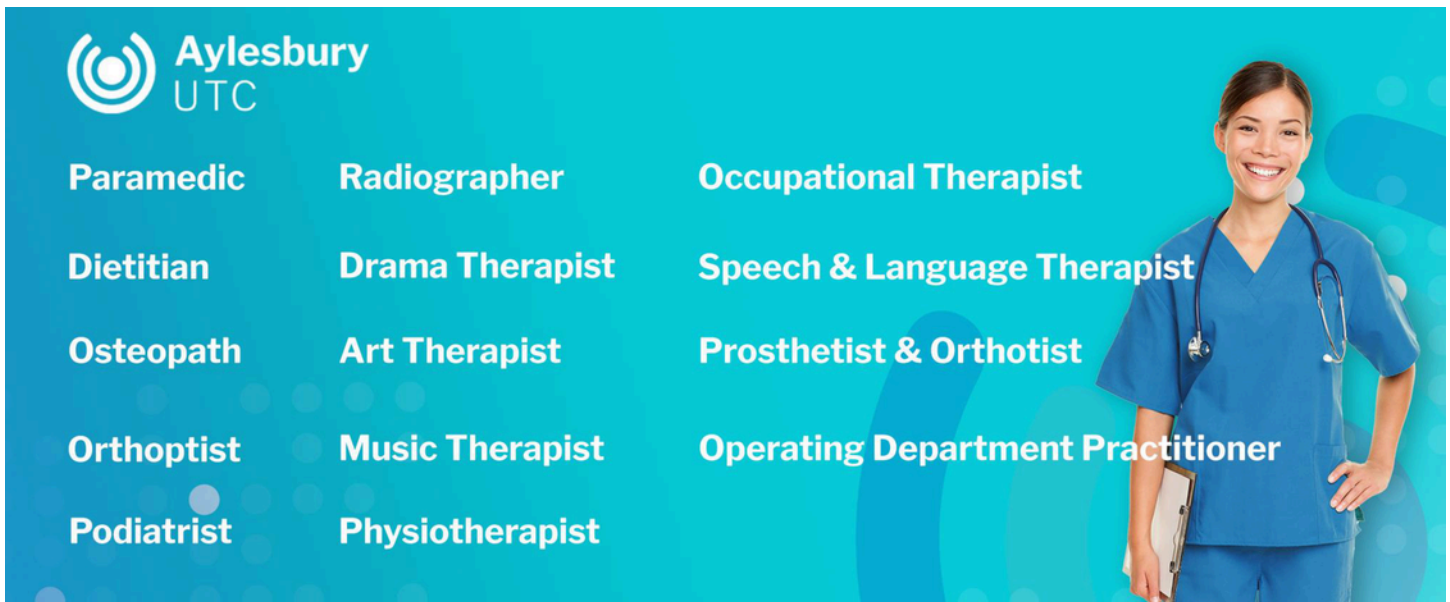 Aylesbury
UTC
Paramedic
Radiographer
Occupational Therapist
Dietitian
Drama Therapist
Speech & Language Therapist
Osteopath
Art Therapist
Prosthetist & Orthotist
Orthoptist
Music Therapist
Operating Department Practitioner
Podiatrist
Physiotherapist